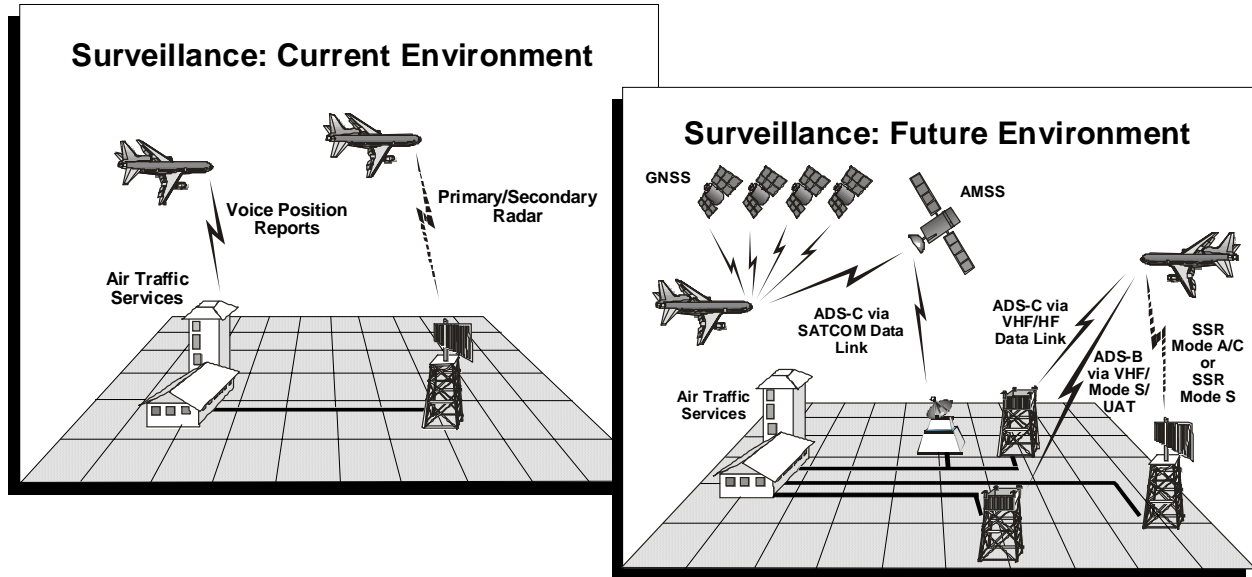 Surveillance: Current Environment
Voice Position
Reports
Primary/Secondary
Radar
Air Traffic
Services
Surveillance: Future Environment
GNSS
AMSS
ADS-C via
SATCOM Data
Link
ADS-C via
VHF/HF
Data Link
ADS-B
via VHF/
Mode S/
UAT
SSR
Mode A/C
or
SSR
Mode S
Air Traffic
Services